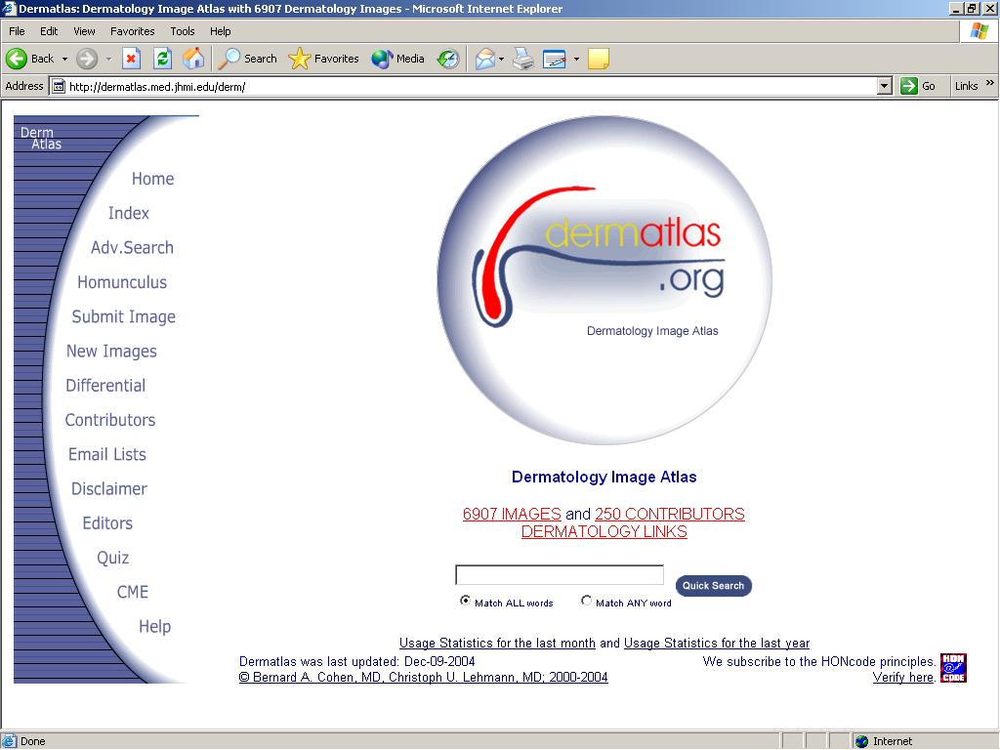 Dermatlas: Dermatology Image Atlas with 6907 Dermatology Images - Microsoft Internet Explorer
File Edit View Favorites Tools Help
Back Search Favorites Media
Address http://dermatlas.med.jhmi.edu/derm/ Go Links »
Derm
Atlas
Home
Index
Adv.Search
Homunculus
Submit Image
New Images
Differential
Contributors
Email Lists
Disclaimer
Editors
Quiz
CME
Help
dermatlas
.org
Dermatology Image Atlas
Dermatology Image Atlas
6907 IMAGES and 250 CONTRIBUTORS
DERMATOLOGY LINKS
Quick Search
Match ALL words Match ANY word
Usage Statistics for the last month and Usage Statistics for the last year
Dermatlas was last updated: Dec-09-2004
© Bernard A. Cohen, MD, Christoph U. Lehmann, MD; 2000-2004
We subscribe to the HONcode principles.
Verify here.
HON
CODE
Done Internet